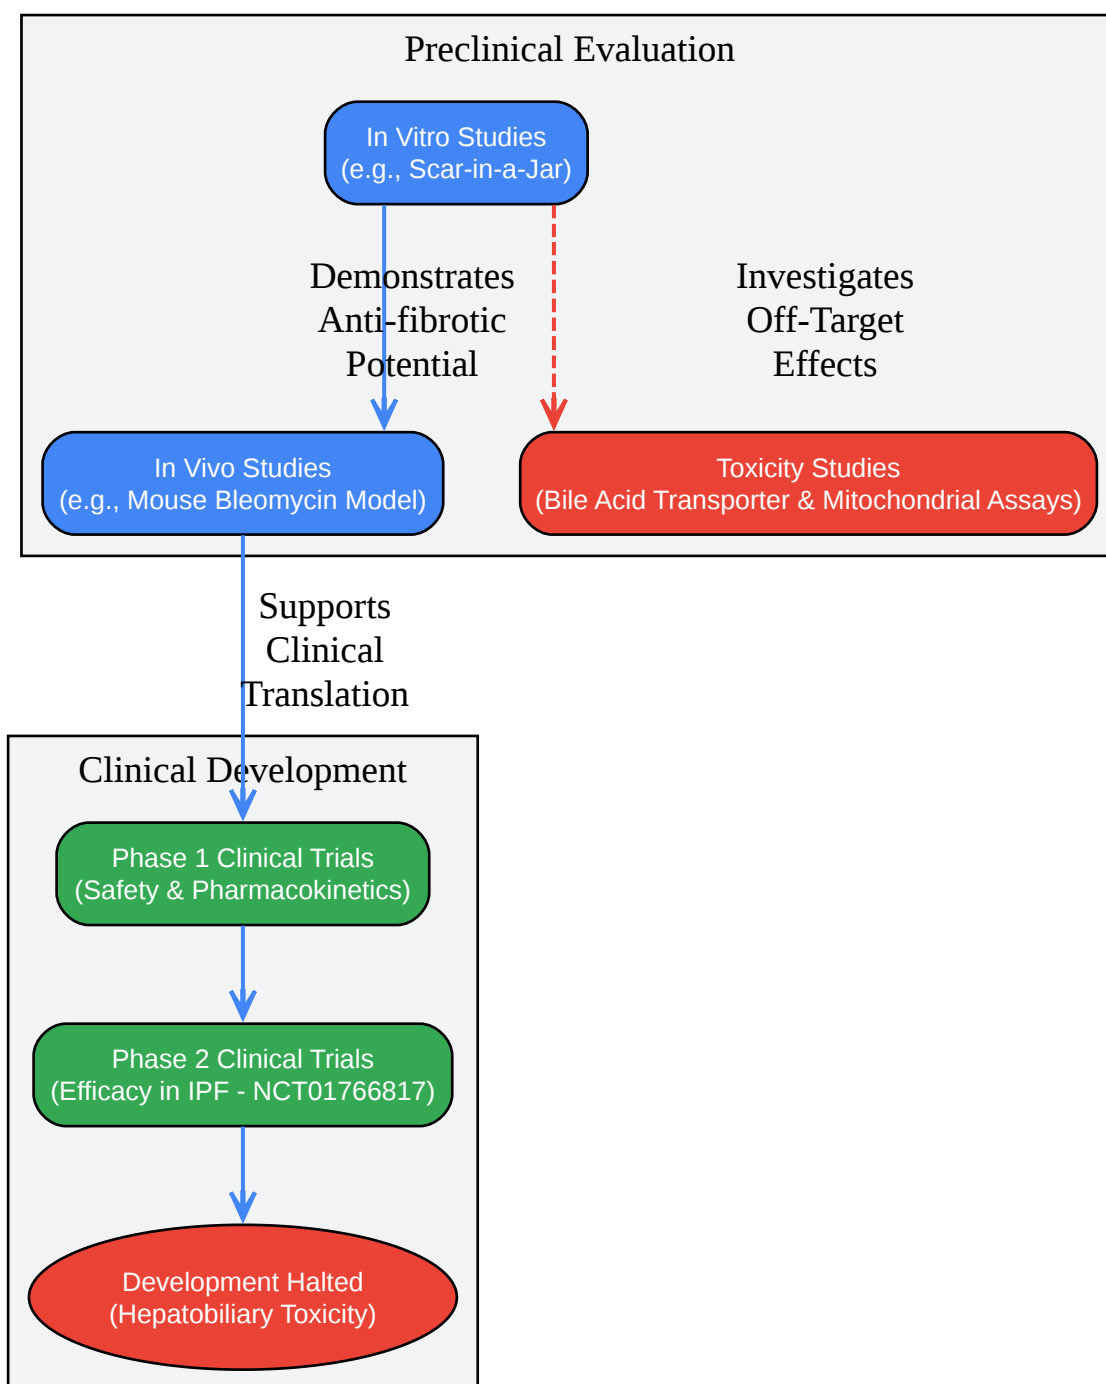 Preclinical Evaluation
In Vitro Studies
(e.g., Scar-in-a-Jar)
Demonstrates
Anti-fibrotic
Potential
Investigates
Off-Target
Effects
In Vivo Studies
(e.g., Mouse Bleomycin Model)
Toxicity Studies
(Bile Acid Transporter & Mitochondrial Assays)
Supports
Clinical
Translation
Clinical Development
Phase 1 Clinical Trials
(Safety & Pharmacokinetics)
Phase 2 Clinical Trials
(Efficacy in IPF - NCT01766817)
Development Halted
(Hepatobiliary Toxicity)